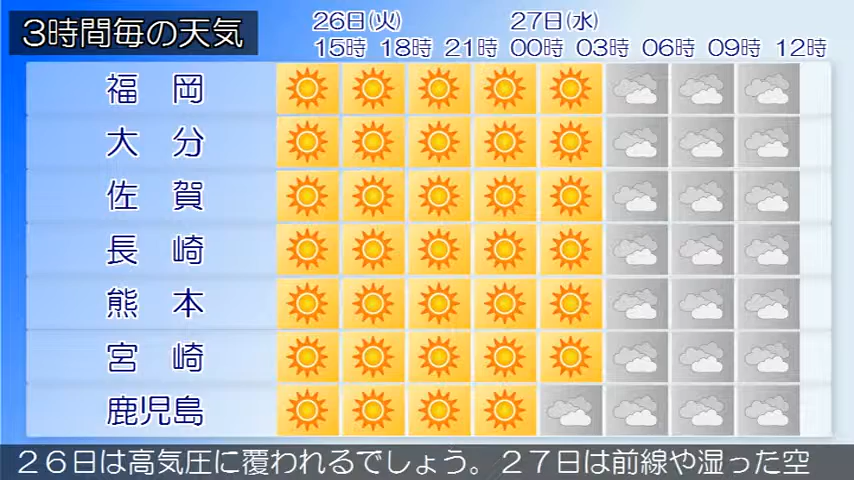 3時間毎の天気
26日(火) 27日(水)
15時 18時 21時 00時 03時 06時 09時 12時
福岡
大分
佐賀
長崎
熊本
宮崎
鹿児島
２６日は高気圧に覆われるでしょう。２７日は前線や湿った空